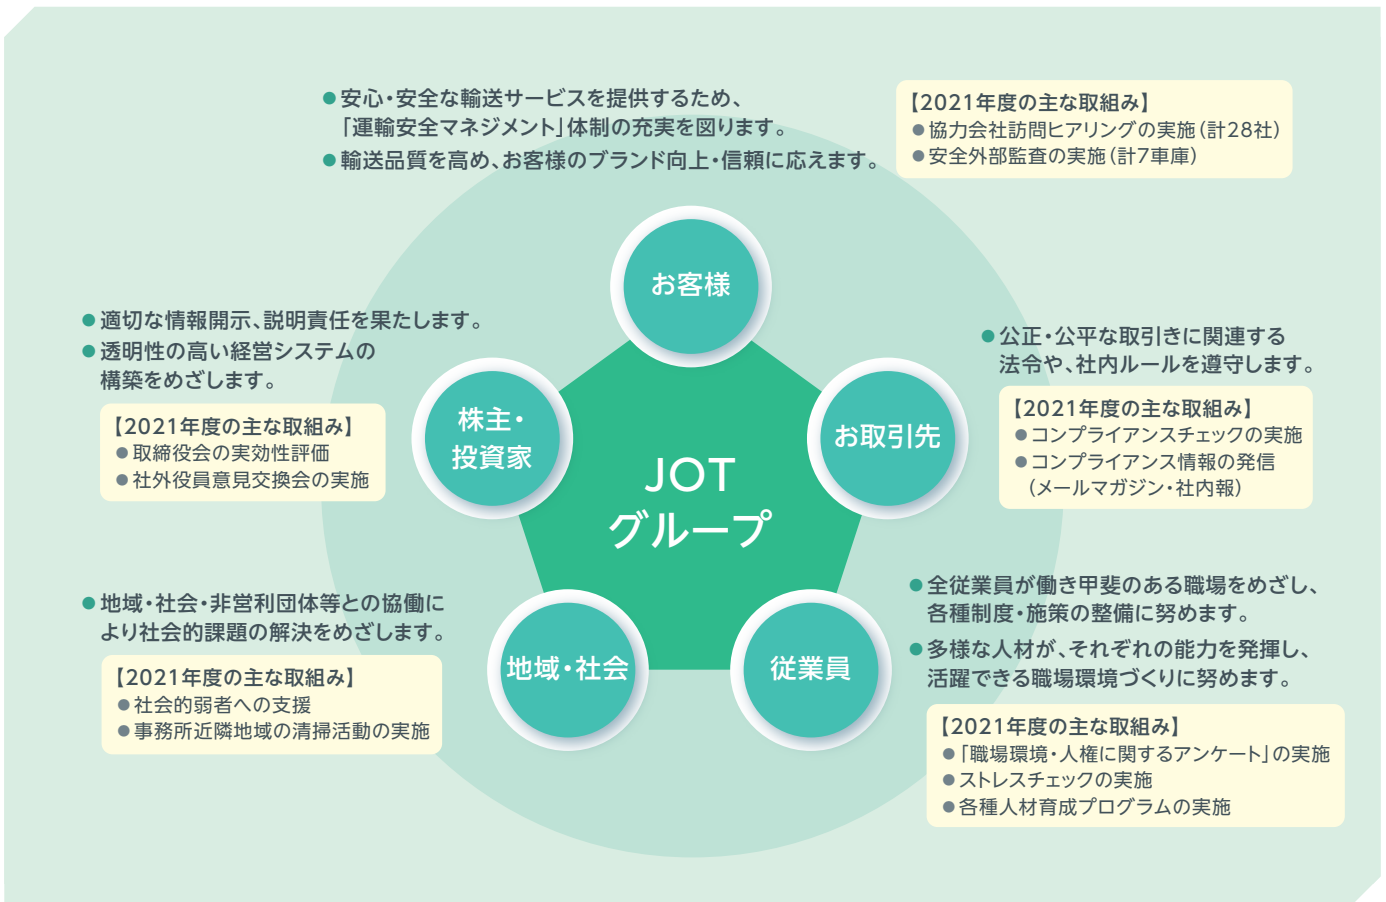 ●安心・安全な輸送サービスを提供するため、
「運輸安全マネジメント」体制の充実を図ります。
●輸送品質を高め、お客様のブランド向上・信頼に応えます。
【2021年度の主な取組み】
●協力会社訪問ヒアリングの実施（計28社）
●安全外部監査の実施（計7車庫）
お客様
●適切な情報開示、説明責任を果たします。
●透明性の高い経営システムの
構築をめざします。
【2021年度の主な取組み】
●取締役会の実効性評価
●社外役員意見交換会の実施
株主・
投資家
●公正・公平な取引きに関連する
法令や、社内ルールを遵守します。
【2021年度の主な取組み】
●コンプライアンスチェックの実施
●コンプライアンス情報の発信
（メールマガジン・社内報）
お取引先
JOT
グループ
●地域・社会・非営利団体等との協働に
より社会的課題の解決をめざします。
【2021年度の主な取組み】
●社会的弱者への支援
●事務所近隣地域の清掃活動の実施
地域・社会
従業員
●全従業員が働き甲斐のある職場をめざし、
各種制度・施策の整備に努めます。
●多様な人材が、それぞれの能力を発揮し、
活躍できる職場環境づくりに努めます。
【2021年度の主な取組み】
●「職場環境・人権に関するアンケート」の実施
●ストレスチェックの実施
●各種人材育成プログラムの実施